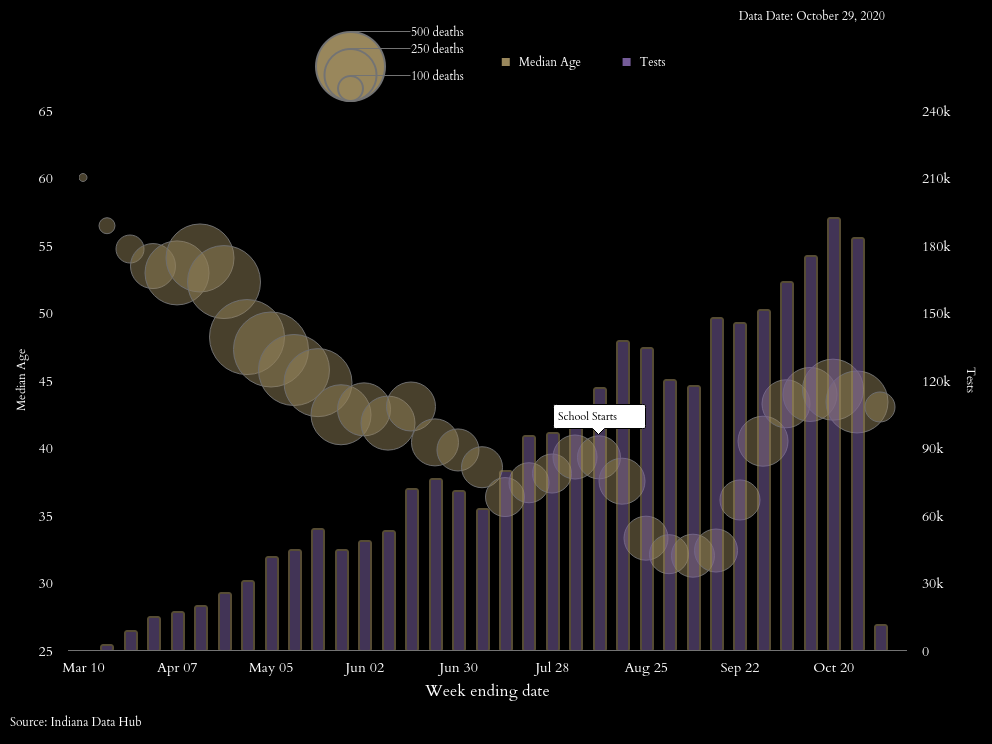 Data Date: October 29, 2020
500 deaths
250 deaths
100 deaths
Median Age
Tests
65
60
55
50
45
40
35
30
25
Median Age
240k
210k
180k
150k
120k
90k
60k
30k
0
Tests
School Starts
Mar 10 Apr 07 May 05 Jun 02 Jun 30 Jul 28 Aug 25 Sep 22 Oct 20
Week ending date
Source: Indiana Data Hub